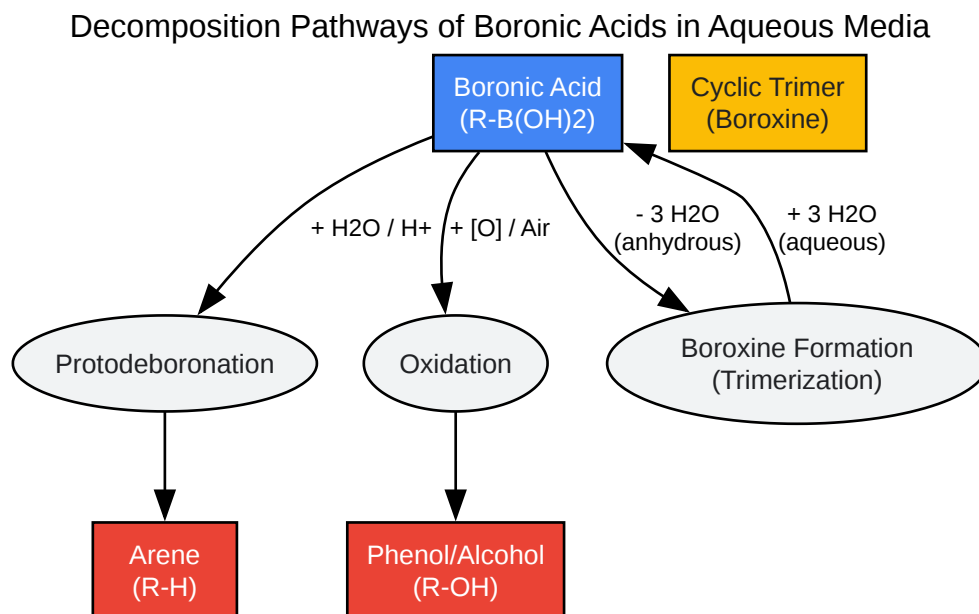 Decomposition Pathways of Boronic Acids in Aqueous Media
Boronic Acid
(R-B(OH)2)
Cyclic Trimer
(Boroxine)
+ H2O / H+
+ [O] / Air
- 3 H2O
(anhydrous)
+ 3 H2O
(aqueous)
Protodeboronation
Oxidation
Boroxine Formation
(Trimerization)
Arene
(R-H)
Phenol/Alcohol
(R-OH)